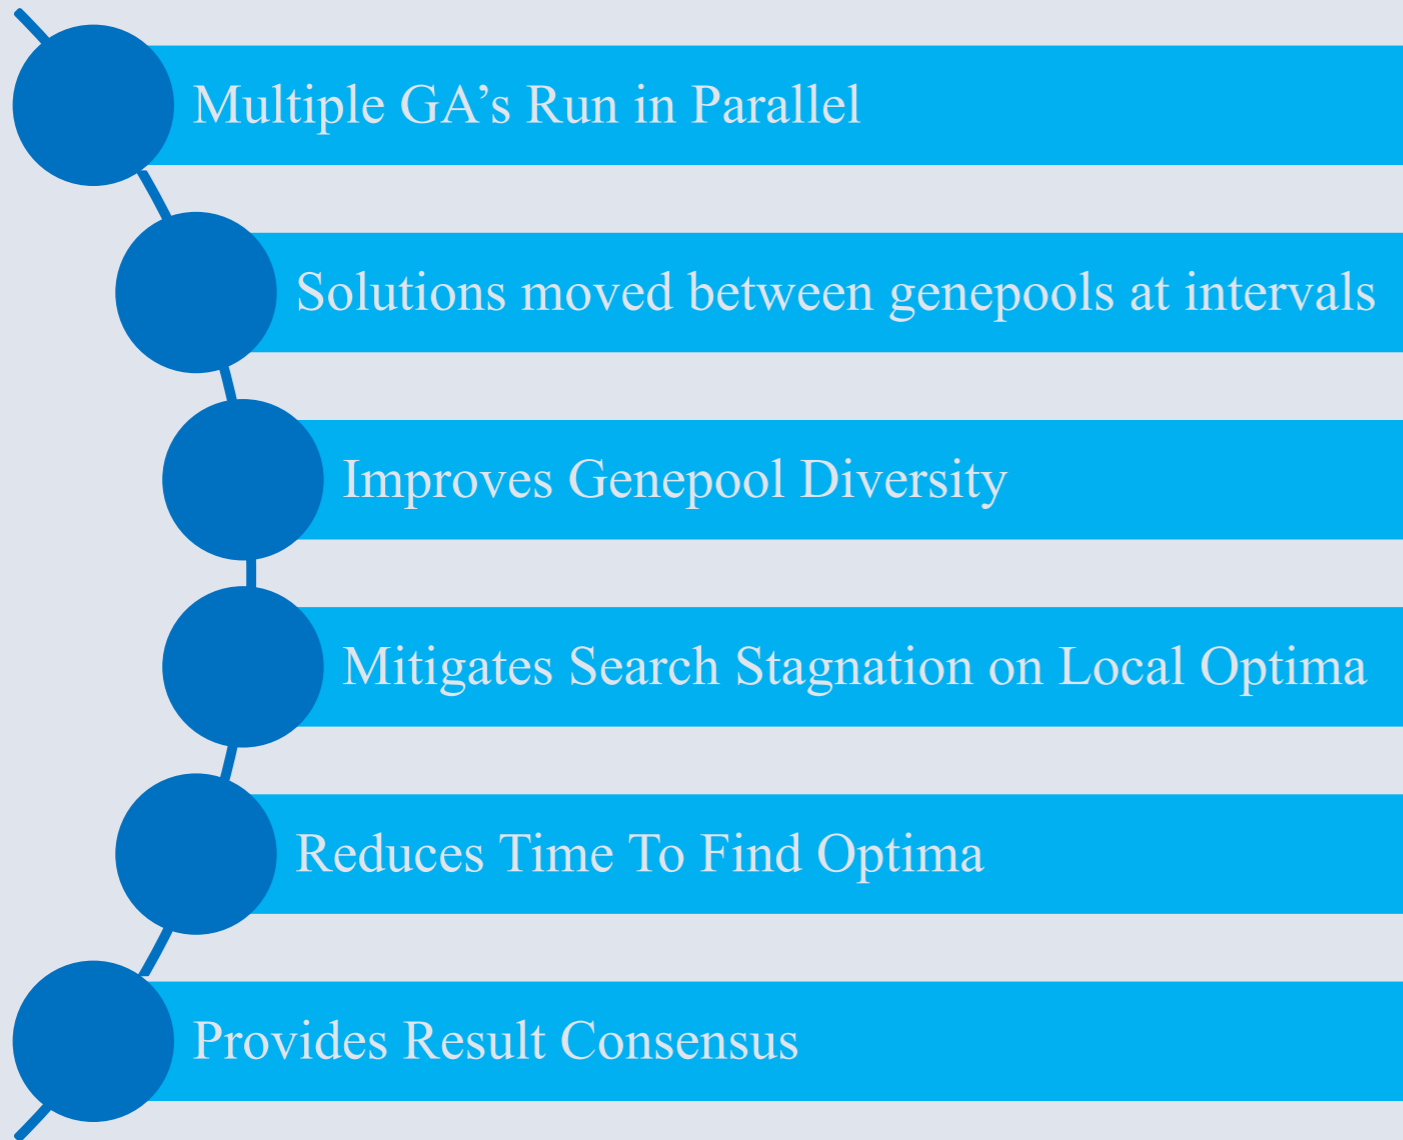 Multiple GA’s Run in Parallel
Solutions moved between genepools at intervals
Improves Genepool Diversity
Mitigates Search Stagnation on Local Optima
Reduces Time To Find Optima
Provides Result Consensus